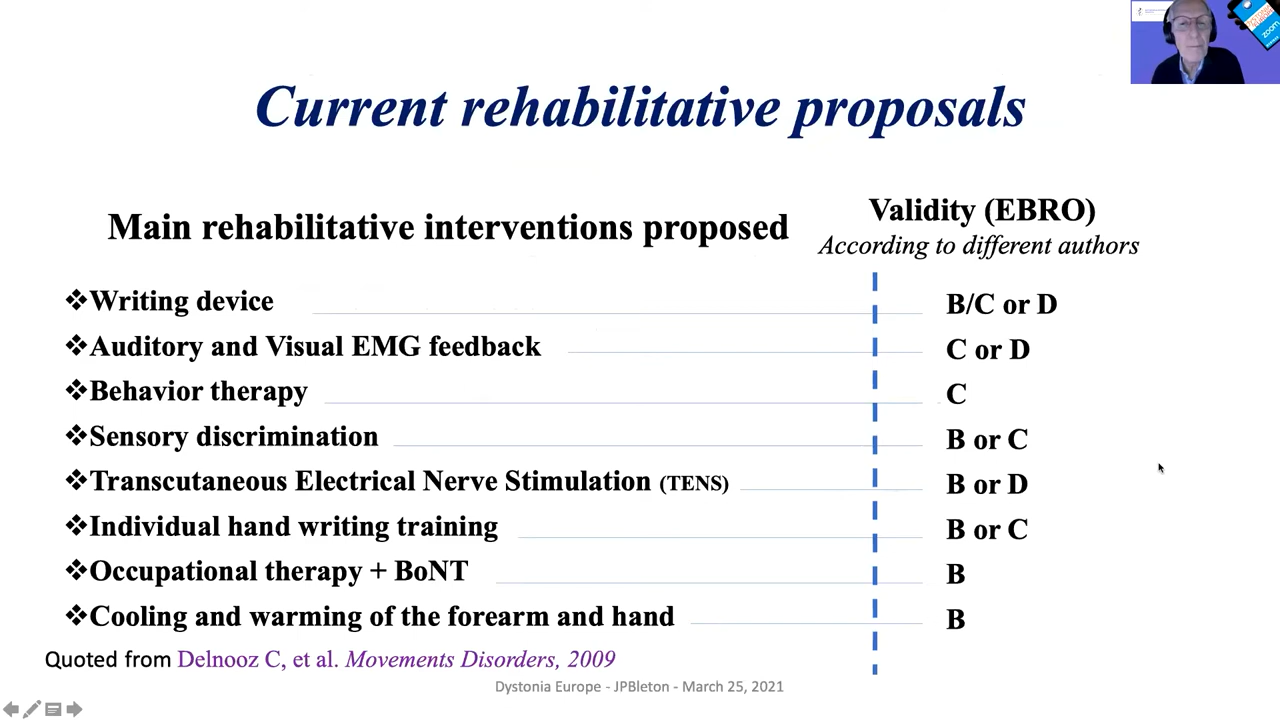 zoom
Current rehabilitative proposals
Main rehabilitative interventions proposed
Validity (EBRO)
According to different authors
❖Writing device B/C or D
❖Auditory and Visual EMG feedback C or D
❖Behavior therapy C
❖Sensory discrimination B or C
❖Transcutaneous Electrical Nerve Stimulation (TENS) B or D
❖Individual hand writing training B or C
❖Occupational therapy + BoNT B
❖Cooling and warming of the forearm and hand B
Quoted from Delnooz C, et al. Movements Disorders, 2009
Dystonia Europe - JPBleton - March 25, 2021